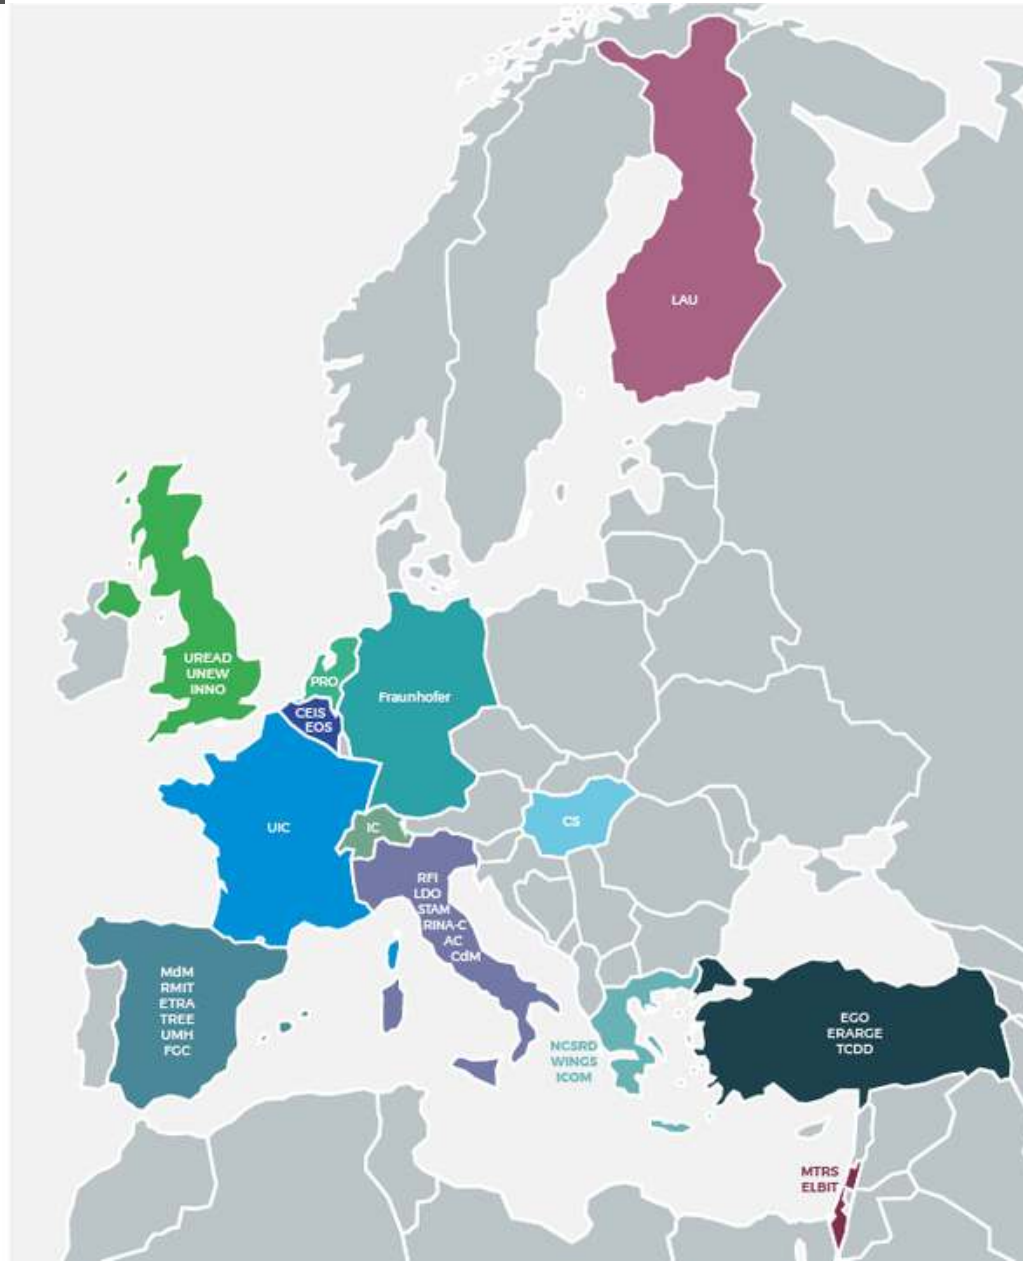 LAU
UREAD
UNEW
INNO
PRO
CEIS
EOS
Fraunhofer
UIC
IC
CS
RFI
LDO
STAM
RINA-C
AC
CdM
MdM
RMIT
ETRA
TREE
UMH
FGC
NCSRD
WINGS
ICOM
EGO
ERARGE
TCDD
MTRS
ELBIT